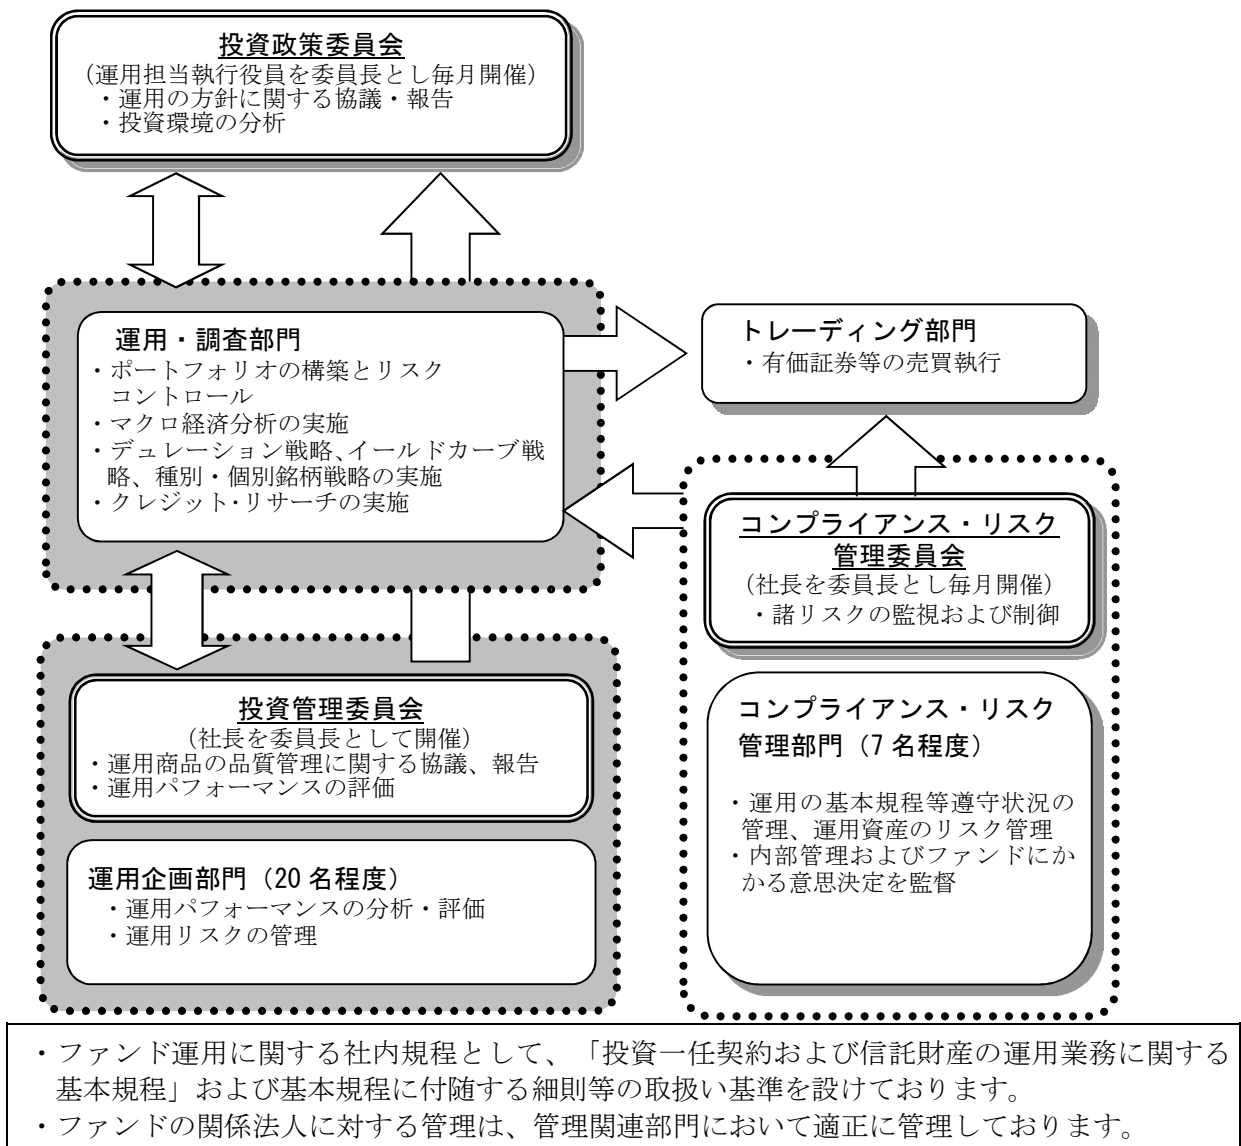 投資政策委員会
(運用担当執行役員を委員長とし毎月開催)
・運用の方針に関する協議・報告
・投資環境の分析
運用・調査部門
・ポートフォリオの構築とリスク
コントロール
・マクロ経済分析の実施
・デュレーション戦略、イールドカーブ戦
略、種別・個別銘柄戦略の実施
・クレジット・リサーチの実施
トレーディング部門
・有価証券等の売買執行
コンプライアンス・リスク
管理委員会
(社長を委員長とし毎月開催)
・諸リスクの監視および制御
投資管理委員会
(社長を委員長として開催)
・運用商品の品質管理に関する協議、報告
・運用パフォーマンスの評価
運用企画部門(20名程度)
・運用パフォーマンスの分析・評価
・運用リスクの管理
コンプライアンス・リスク
管理部門(7名程度)
・運用の基本規程等遵守状況の
管理、運用資産のリスク管理
・内部管理およびファンドにか
かる意思決定を監督
・ファンド運用に関する社内規程として、「投資一任契約および信託財産の運用業務に関する
基本規程」および基本規程に付随する細則等の取扱い基準を設けております。
・ファンドの関係法人に対する管理は、管理関連部門において適正に管理しております。